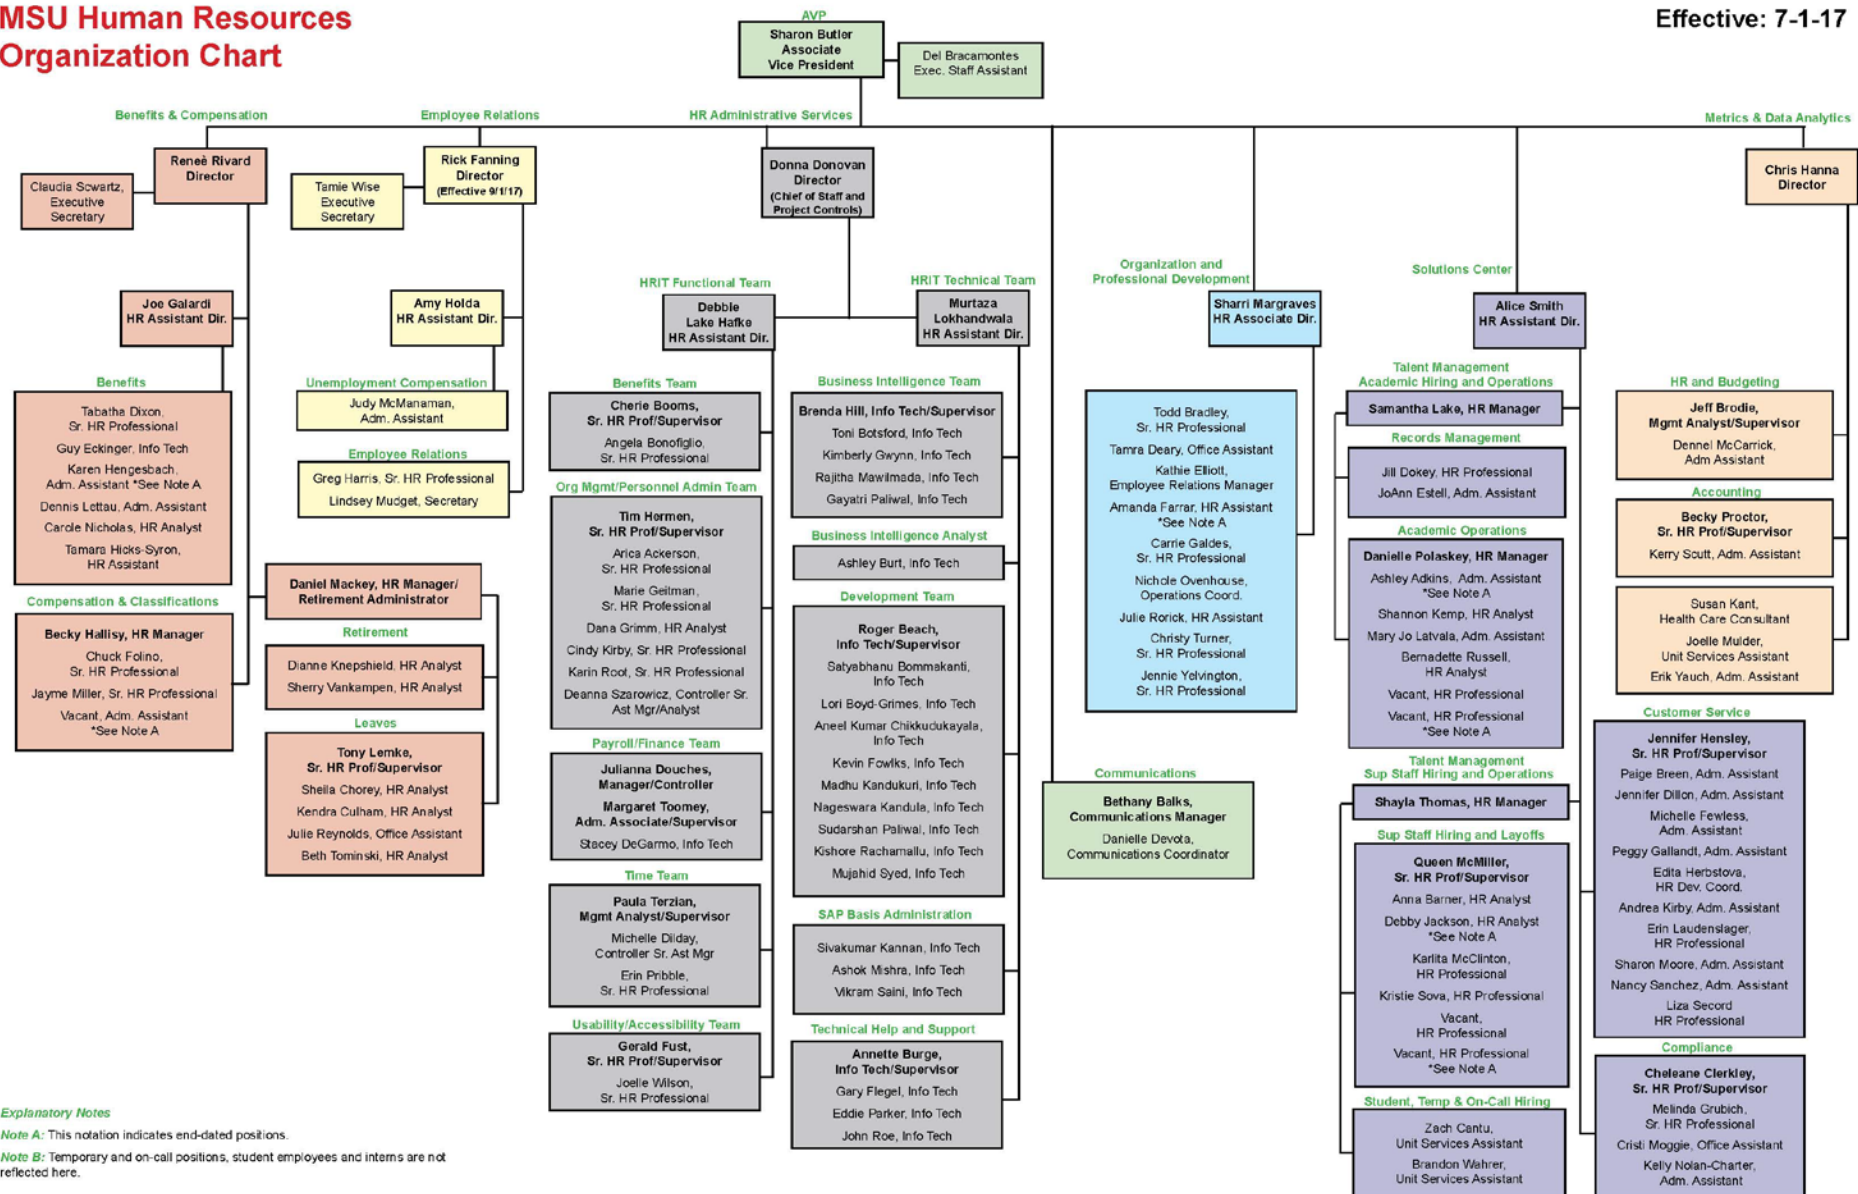 MSU Human Resources
Organization Chart
Effective: 7-1-17
AVP
Sharon Butler
Associate
Vice President
Del Bracamontes
Exec. Staff Assistant
Benefits & Compensation
Reneè Rivard
Director
Claudia Scwartz,
Executive
Secretary
Joe Galardi
HR Assistant Dir.
Benefits
Tabatha Dixon,
Sr. HR Professional
Guy Eckinger, Info Tech
Karen Hengesbach,
Adm. Assistant *See Note A
Dennis Lettau, Adm. Assistant
Carole Nicholas, HR Analyst
Tamara Hicks-Syron,
HR Assistant
Compensation & Classifications
Becky Hallisy, HR Manager
Chuck Folino,
Sr. HR Professional
Jayme Miller, Sr. HR Professional
Vacant, Adm. Assistant
*See Note A
Daniel Mackey, HR Manager/
Retirement Administrator
Retirement
Dianne Knepshield, HR Analyst
Sherry Vankampen, HR Analyst
Leaves
Tony Lemke,
Sr. HR Prof/Supervisor
Sheila Chorey, HR Analyst
Kendra Culham, HR Analyst
Julie Reynolds, Office Assistant
Beth Tominski, HR Analyst
Employee Relations
Rick Fanning
Director
(Effective 9/1/17)
Tamie Wise
Executive
Secretary
Amy Holda
HR Assistant Dir.
Unemployment Compensation
Judy McManaman,
Adm. Assistant
Employee Relations
Greg Harris, Sr. HR Professional
Lindsey Mudget, Secretary
HR Administrative Services
Donna Donovan
Director
(Chief of Staff and
Project Controls)
HRIT Functional Team
Debbie
Lake Hafke
HR Assistant Dir.
Benefits Team
Cherie Booms,
Sr. HR Prof/Supervisor
Angela Bonofiglio,
Sr. HR Professional
Org Mgmt/Personnel Admin Team
Tim Hermen,
Sr. HR Prof/Supervisor
Arica Ackerson,
Sr. HR Professional
Marie Geitman,
Sr. HR Professional
Dana Grimm, HR Analyst
Cindy Kirby, Sr. HR Professional
Karin Root, Sr. HR Professional
Deanna Szarowicz, Controller Sr.
Ast Mgr/Analyst
Payroll/Finance Team
Julianna Douches,
Manager/Controller
Margaret Toomey,
Adm. Associate/Supervisor
Stacey DeGarmo, Info Tech
Time Team
Paula Terzian,
Mgmt Analyst/Supervisor
Michelle Dilday,
Controller Sr. Ast Mgr
Erin Pribble,
Sr. HR Professional
Usability/Accessibility Team
Gerald Fust,
Sr. HR Prof/Supervisor
Joelle Wilson,
Sr. HR Professional
HRIT Technical Team
Murtaza
Lokhandwala
HR Assistant Dir.
Business Intelligence Team
Brenda Hill, Info Tech/Supervisor
Toni Botsford, Info Tech
Kimberly Gwynn, Info Tech
Rajitha Mawilmada, Info Tech
Gayatri Paliwal, Info Tech
Business Intelligence Analyst
Ashley Burt, Info Tech
Development Team
Roger Beach,
Info Tech/Supervisor
Satyabhanu Bommakanti,
Info Tech
Lori Boyd-Grimes, Info Tech
Aneel Kumar Chikkudukayala,
Info Tech
Kevin Fowlks, Info Tech
Madhu Kandukuri, Info Tech
Nageswara Kandula, Info Tech
Sudarshan Paliwal, Info Tech
Kishore Rachamallu, Info Tech
Mujahid Syed, Info Tech
SAP Basis Administration
Sivakumar Kannan, Info Tech
Ashok Mishra, Info Tech
Vikram Saini, Info Tech
Technical Help and Support
Annette Burge,
Info Tech/Supervisor
Gary Flegel, Info Tech
Eddie Parker, Info Tech
John Roe, Info Tech
Communications
Bethany Balks,
Communications Manager
Danielle Devota,
Communications Coordinator
Organization and
Professional Development
Sharri Margraves
HR Associate Dir.
Todd Bradley,
Sr. HR Professional
Tamra Deary, Office Assistant
Kathie Elliott,
Employee Relations Manager
Amanda Farrar, HR Assistant
*See Note A
Carrie Galdes,
Sr. HR Professional
Nichole Ovenhouse,
Operations Coord.
Julie Rorick, HR Assistant
Christy Turner,
Sr. HR Professional
Jennie Yelvington,
Sr. HR Professional
Solutions Center
Alice Smith
HR Assistant Dir.
Talent Management
Academic Hiring and Operations
Samantha Lake, HR Manager
Records Management
Jill Dokey, HR Professional
JoAnn Estell, Adm. Assistant
Academic Operations
Danielle Polaskey, HR Manager
Ashley Adkins, Adm. Assistant
*See Note A
Shannon Kemp, HR Analyst
Mary Jo Latvala, Adm. Assistant
Bernadette Russell,
HR Analyst
Vacant, HR Professional
Vacant, HR Professional
*See Note A
Talent Management
Sup Staff Hiring and Operations
Shayla Thomas, HR Manager
Sup Staff Hiring and Layoffs
Queen McMiller,
Sr. HR Prof/Supervisor
Anna Barner, HR Analyst
Debby Jackson, HR Analyst
*See Note A
Karlita McClinton,
HR Professional
Kristie Sova, HR Professional
Vacant,
HR Professional
Vacant, HR Professional
*See Note A
Student, Temp & On-Call Hiring
Zach Cantu,
Unit Services Assistant
Brandon Wahrer,
Unit Services Assistant
Metrics & Data Analytics
Chris Hanna
Director
HR and Budgeting
Jeff Brodie,
Mgmt Analyst/Supervisor
Dennel McCarrick,
Adm Assistant
Accounting
Becky Proctor,
Sr. HR Prof/Supervisor
Kerry Scutt, Adm. Assistant
Susan Kant,
Health Care Consultant
Joelle Mulder,
Unit Services Assistant
Erik Yauch, Adm. Assistant
Customer Service
Jennifer Hensley,
Sr. HR Prof/Supervisor
Paige Breen, Adm. Assistant
Jennifer Dillon, Adm. Assistant
Michelle Fewless,
Adm. Assistant
Peggy Gallandt, Adm. Assistant
Edita Herbstova,
HR Dev. Coord.
Andrea Kirby, Adm. Assistant
Erin Laudenslager,
HR Professional
Sharon Moore, Adm. Assistant
Nancy Sanchez, Adm. Assistant
Liza Secord
HR Professional
Compliance
Cheleane Clerkley,
Sr. HR Prof/Supervisor
Melinda Grubich,
Sr. HR Professional
Cristi Moggie, Office Assistant
Kelly Nolan-Charter,
Adm. Assistant
Explanatory Notes
Note A: This notation indicates end-dated positions.
Note B: Temporary and on-call positions, student employees and interns are not
reflected here.